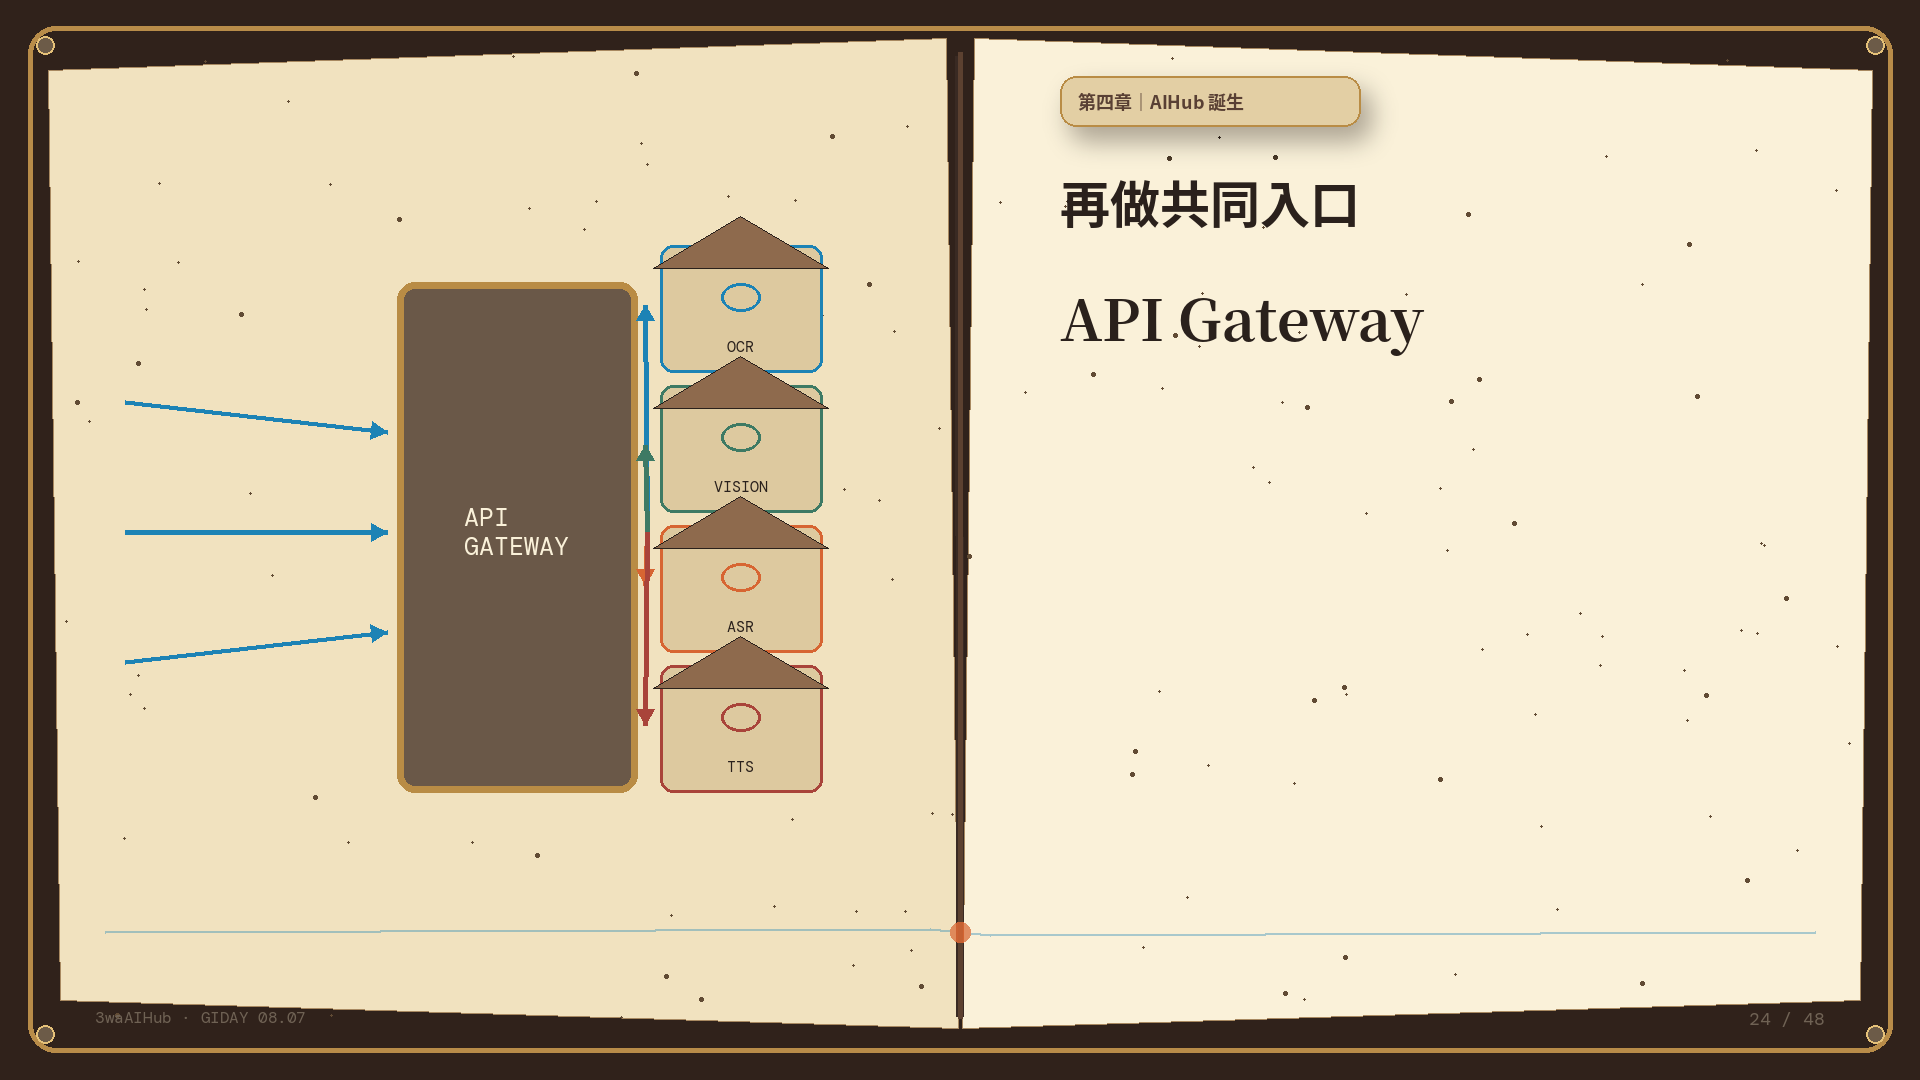 API
GATEWAY
OCR
VISION
ASR
TTS
第四章｜AIHub 誕生
再做共同入口
API Gateway
3waAIHub · GIDAY 08.07
24 / 48